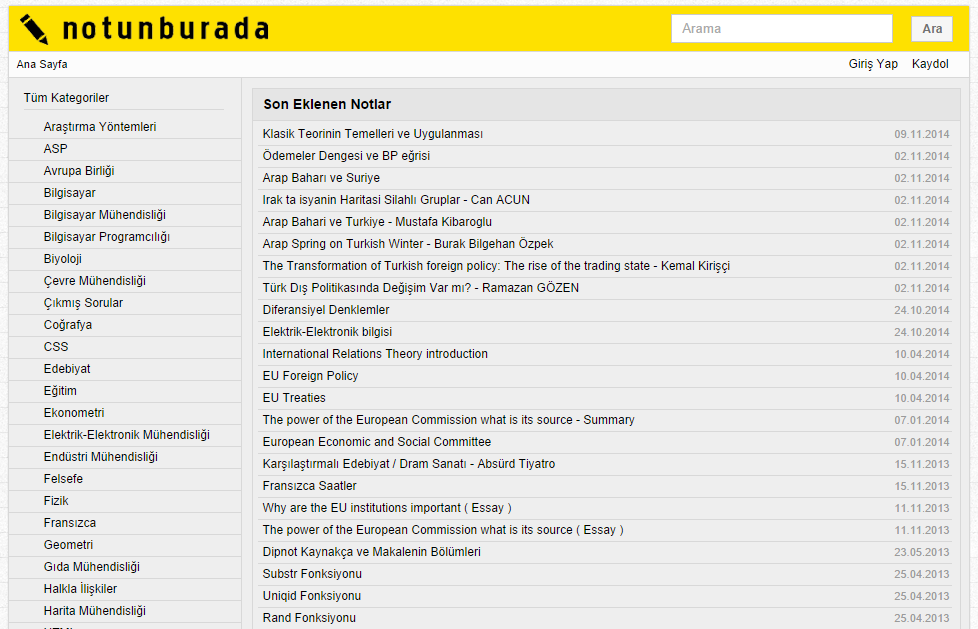 notunburada
Arama
Ara
Ana Sayfa
Giriş Yap Kaydol
Tüm Kategoriler
Araştırma Yöntemleri
ASP
Avrupa Birliği
Bilgisayar
Bilgisayar Mühendisliği
Bilgisayar Programcılığı
Biyoloji
Çevre Mühendisliği
Çıkmış Sorular
Coğrafya
CSS
Edebiyat
Eğitim
Ekonometri
Elektrik-Elektronik Mühendisliği
Endüstri Mühendisliği
Felsefe
Fizik
Fransızca
Geometri
Gıda Mühendisliği
Halkla İlişkiler
Harita Mühendisliği
Son Eklenen Notlar
Klasik Teorinin Temelleri ve Uygulanması 09.11.2014
Ödemeler Dengesi ve BP eğrisi 02.11.2014
Arap Baharı ve Suriye 02.11.2014
Irak ta isyanin Haritasi Silahlı Gruplar - Can ACUN 02.11.2014
Arap Bahari ve Turkiye - Mustafa Kibaroglu 02.11.2014
Arap Spring on Turkish Winter - Burak Bilgehan Özpek 02.11.2014
The Transformation of Turkish foreign policy: The rise of the trading state - Kemal Kirişçi 02.11.2014
Türk Dış Politikasında Değişim Var mı? - Ramazan GÖZEN 02.11.2014
Diferansiyel Denklemler 24.10.2014
Elektrik-Elektronik bilgisi 24.10.2014
International Relations Theory introduction 10.04.2014
EU Foreign Policy 10.04.2014
EU Treaties 10.04.2014
The power of the European Commission what is its source - Summary 07.01.2014
European Economic and Social Committee 07.01.2014
Karşılaştırmalı Edebiyat / Dram Sanatı - Absürd Tiyatro 15.11.2013
Fransızca Saatler 15.11.2013
Why are the EU institutions important ( Essay ) 11.11.2013
The power of the European Commission what is its source ( Essay ) 11.11.2013
Dipnot Kaynakça ve Makalenin Bölümleri 23.05.2013
Substr Fonksiyonu 25.04.2013
Uniqid Fonksiyonu 25.04.2013
Rand Fonksiyonu 25.04.2013